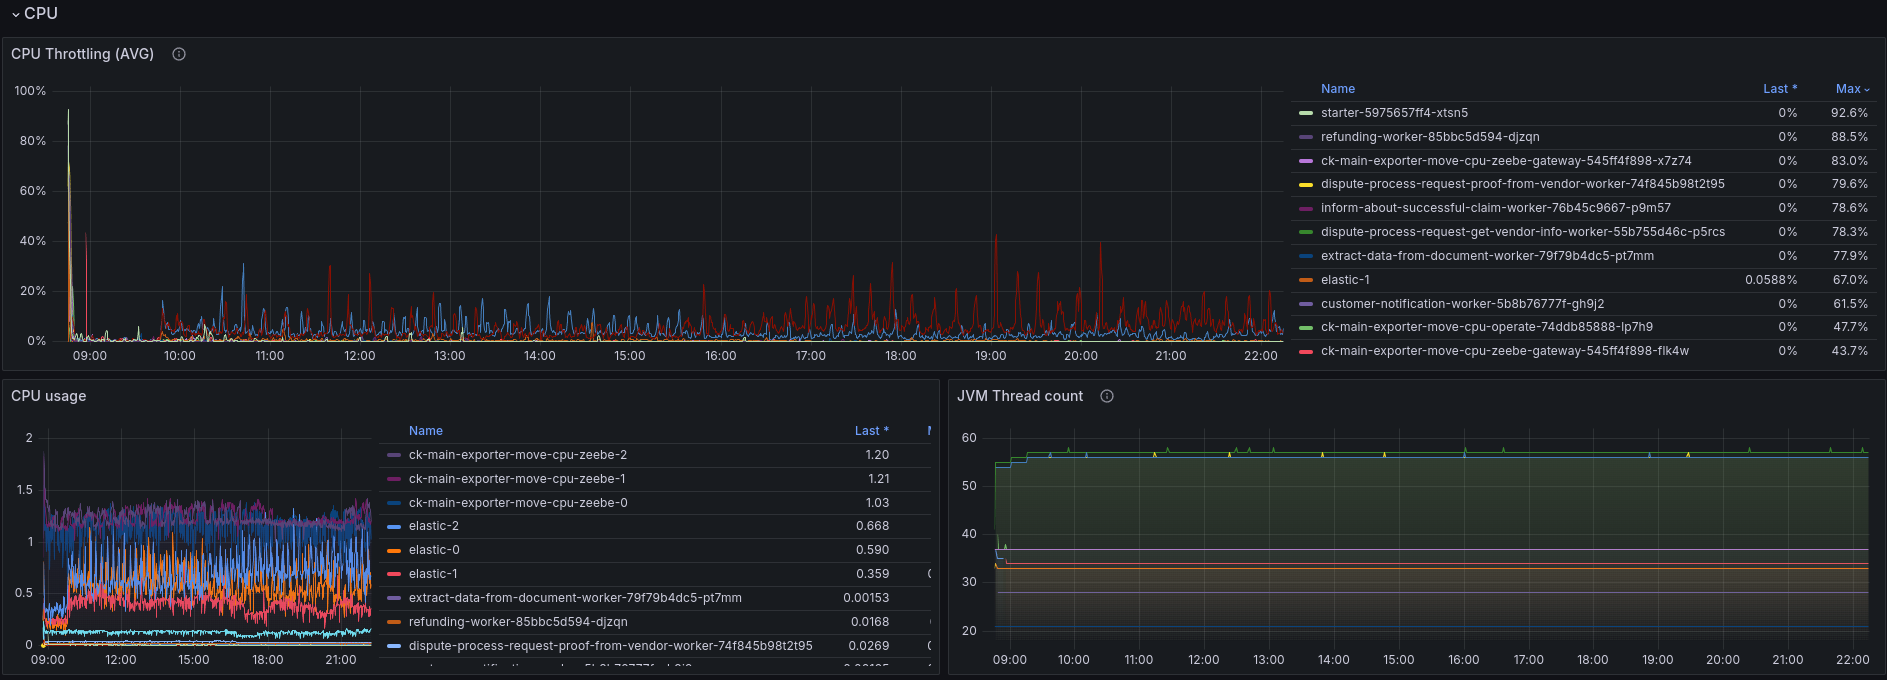 CPU
CPU Throttling (AVG)
100%
80%
60%
40%
20%
0%
09:00 10:00 11:00 12:00 13:00 14:00 15:00 16:00 17:00 18:00 19:00 20:00 21:00 22:00
Name Last * Max
starter-5975657ff4-xtsn5 0% 92.6%
refunding-worker-85bbc5d594-djzqn 0% 88.5%
ck-main-exporter-move-cpu-zeebe-gateway-545ff4f898-x7z74 0% 83.0%
dispute-process-request-proof-from-vendor-worker-74f845b98t2t95 0% 79.6%
inform-about-successful-claim-worker-76b45c9667-p9m57 0% 78.6%
dispute-process-request-get-vendor-info-worker-55b755d46c-p5rcs 0% 78.3%
extract-data-from-document-worker-79f79b4dc5-pt7mm 0% 77.9%
elastic-1 0.0588% 67.0%
customer-notification-worker-5b8b76777f-gh9j2 0% 61.5%
ck-main-exporter-move-cpu-operate-74ddb85888-lp7h9 0% 47.7%
ck-main-exporter-move-cpu-zeebe-gateway-545ff4f898-flk4w 0% 43.7%
CPU usage
2
1.5
1
0.5
0
09:00 12:00 15:00 18:00 21:00
Name Last *
ck-main-exporter-move-cpu-zeebe-2 1.20
ck-main-exporter-move-cpu-zeebe-1 1.21
ck-main-exporter-move-cpu-zeebe-0 1.03
elastic-2 0.668
elastic-0 0.590
elastic-1 0.359
extract-data-from-document-worker-79f79b4dc5-pt7mm 0.00153
refunding-worker-85bbc5d594-djzqn 0.0168
dispute-process-request-proof-from-vendor-worker-74f845b98t2t95 0.0269
JVM Thread count
60
50
40
30
20
09:00 10:00 11:00 12:00 13:00 14:00 15:00 16:00 17:00 18:00 19:00 20:00 21:00 22:00